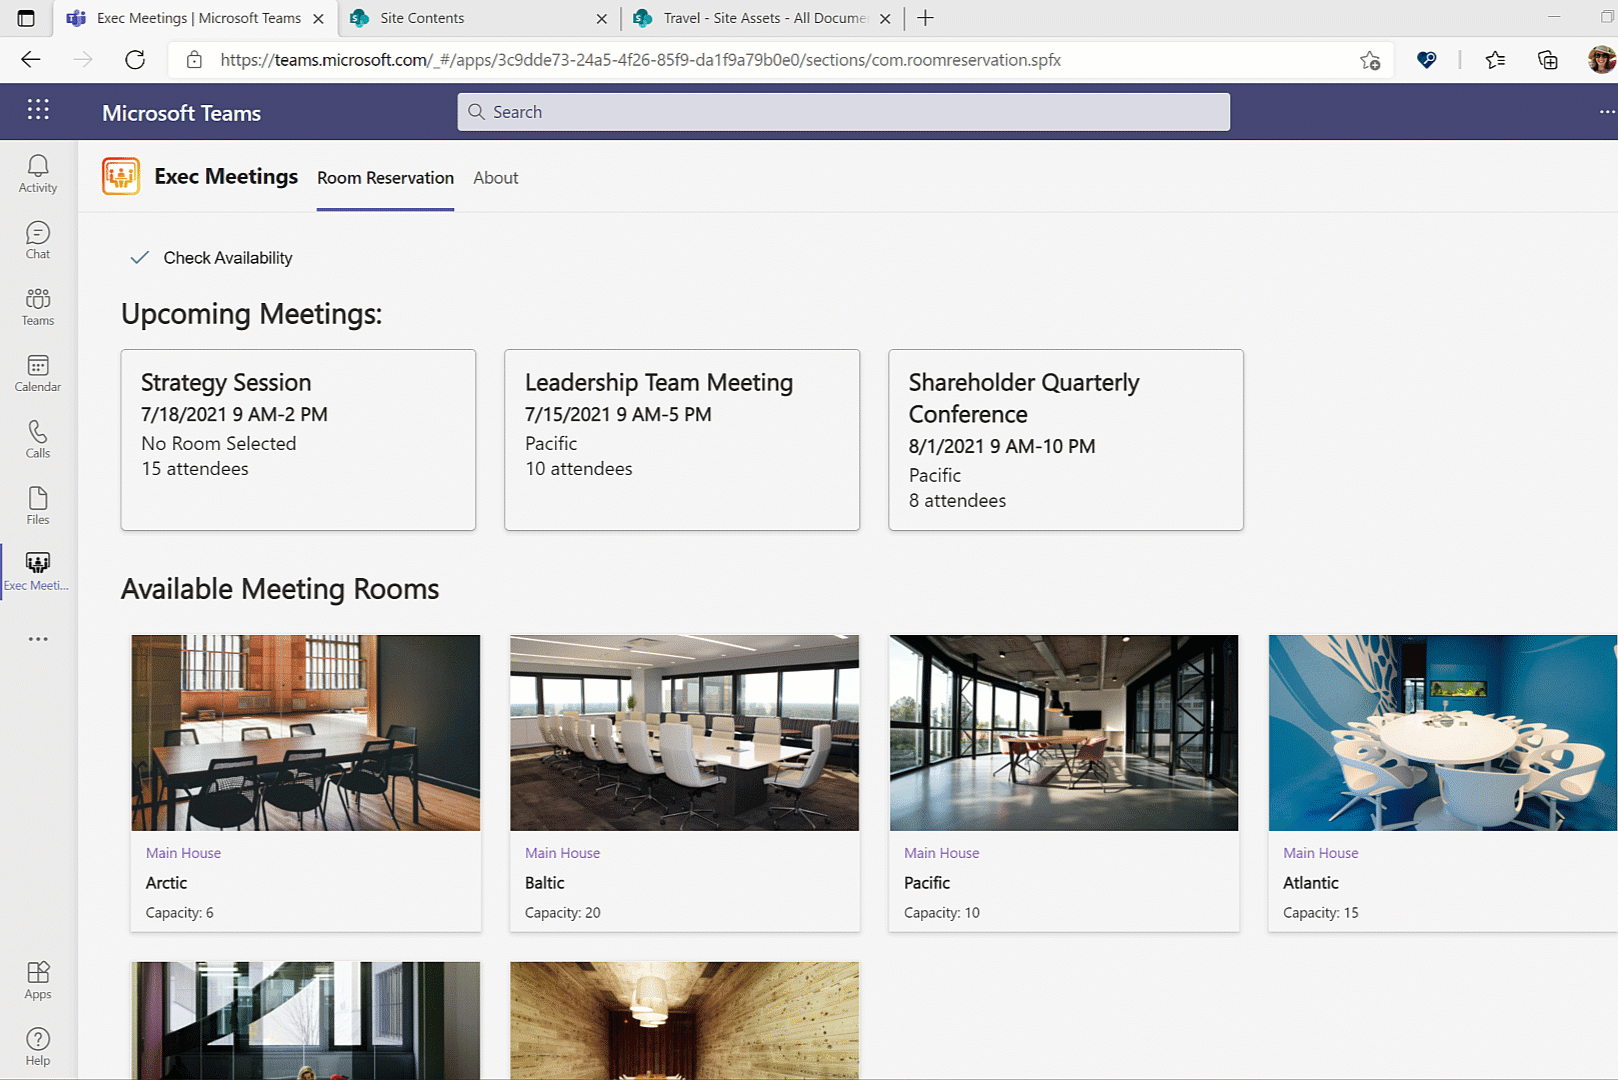 Exec Meetings | Microsoft Teams
Site Contents
Travel - Site Assets - All Docume
https://teams.microsoft.com/_#/apps/3c9dde73-24a5-4f26-85f9-da1f9a79b0e0/sections/com.roomreservation.spfx
Microsoft Teams
Search
Activity
Chat
Teams
Calendar
Calls
Files
Exec Meeti...
Apps
Help
Exec Meetings
Room Reservation
About
Check Availability
Upcoming Meetings:
Strategy Session
7/18/2021 9 AM-2 PM
No Room Selected
15 attendees
Leadership Team Meeting
7/15/2021 9 AM-5 PM
Pacific
10 attendees
Shareholder Quarterly
Conference
8/1/2021 9 AM-10 PM
Pacific
8 attendees
Available Meeting Rooms
Main House
Arctic
Capacity: 6
Main House
Baltic
Capacity: 20
Main House
Pacific
Capacity: 10
Main House
Atlantic
Capacity: 15